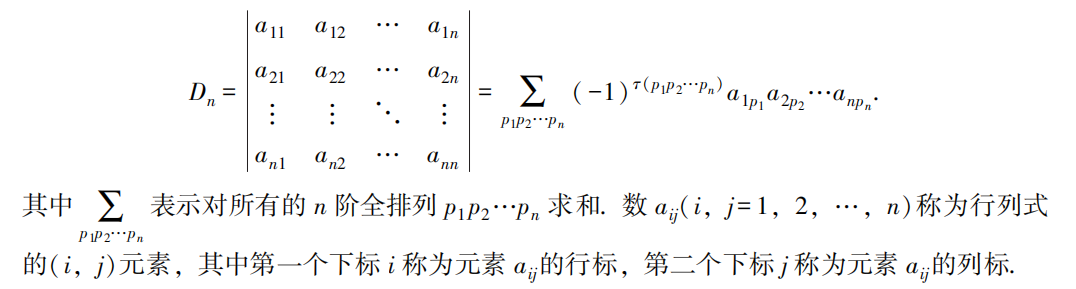 $$D_n = \begin{vmatrix} a_{11} & a_{12} & \cdots & a_{1n} \\ a_{21} & a_{22} & \cdots & a_{2n} \\ \vdots & \vdots & \ddots & \vdots \\ a_{n1} & a_{n2} & \cdots & a_{nn} \end{vmatrix} = \sum_{p_1p_2\cdots p_n} (-1)^{\tau(p_1p_2\cdots p_n)} a_{1p_1}a_{2p_2}\cdots a_{np_n}.$$
其中 $\sum_{p_1p_2\cdots p_n}$ 表示对所有的 $n$ 阶全排列 $p_1p_2\cdots p_n$ 求和. 数 $a_{ij}(i, j=1, 2, \cdots, n)$ 称为行列式
的$(i, j)$元素, 其中第一个下标 $i$ 称为元素 $a_{ij}$的行标, 第二个下标 $j$ 称为元素 $a_{ij}$的列标.